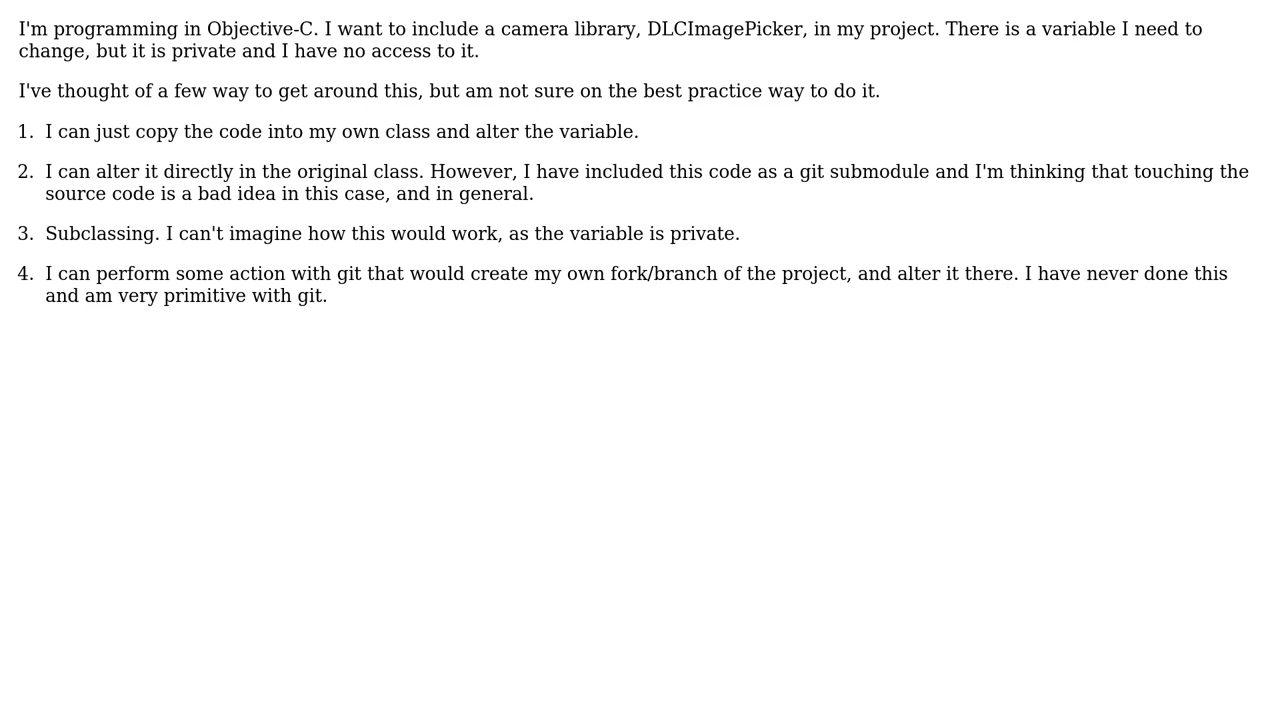 I'm programming in Objective-C. I want to include a camera library, DLCImagePicker, in my project. There is a variable I need to
change, but it is private and I have no access to it.
I've thought of a few way to get around this, but am not sure on the best practice way to do it.
1. I can just copy the code into my own class and alter the variable.
2. I can alter it directly in the original class. However, I have included this code as a git submodule and I'm thinking that touching the
source code is a bad idea in this case, and in general.
3. Subclassing. I can't imagine how this would work, as the variable is private.
4. I can perform some action with git that would create my own fork/branch of the project, and alter it there. I have never done this
and am very primitive with git.